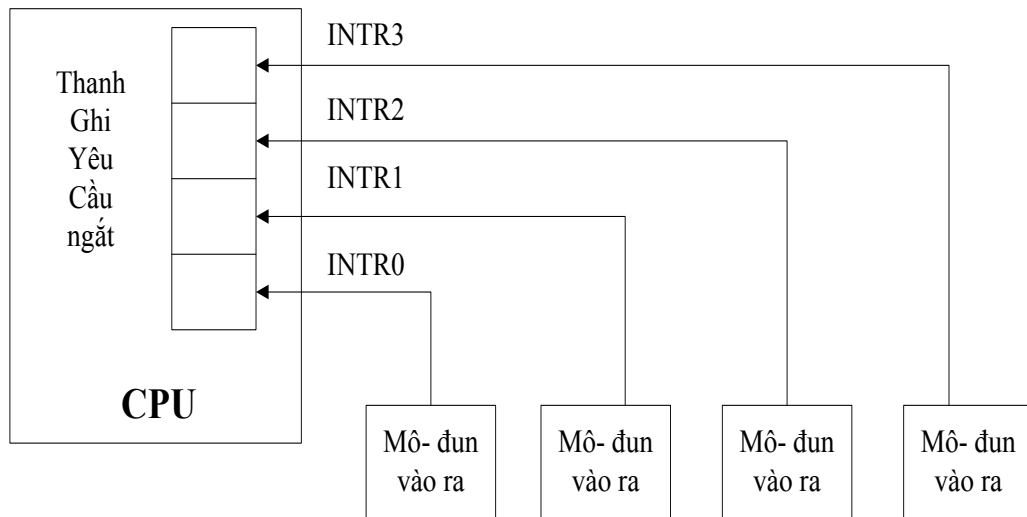 INTR3
Thanh
Ghi
Yêu
Cầu
ngắt
INTR2
INTR1
INTR0
CPU
Mô- đun
vào ra
Mô- đun
vào ra
Mô- đun
vào ra
Mô- đun
vào ra